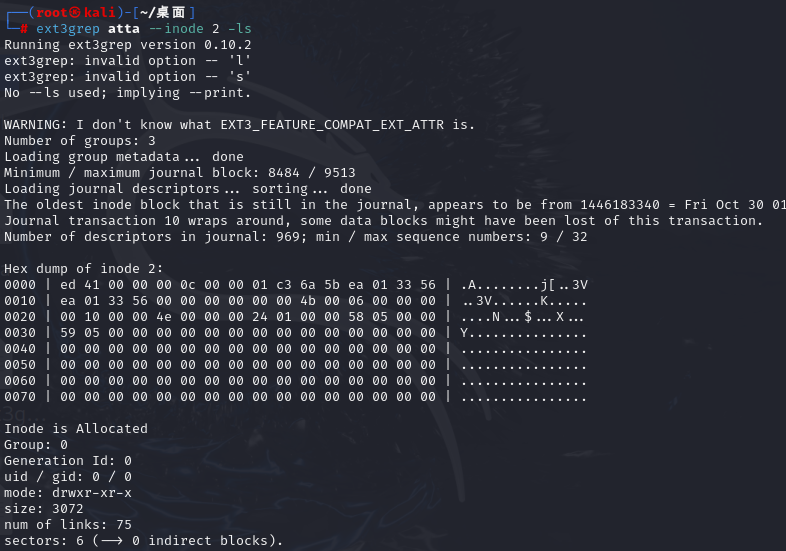 ┌──(root㉿kali)-[~/桌面]
└─# ext3grep atta --inode 2 -ls
Running ext3grep version 0.10.2
ext3grep: invalid option -- 'l'
ext3grep: invalid option -- 's'
No --ls used; implying --print.
WARNING: I don't know what EXT3_FEATURE_COMPAT_EXT_ATTR is.
Number of groups: 3
Loading group metadata... done
Minimum / maximum journal block: 8484 / 9513
Loading journal descriptors... sorting... done
The oldest inode block that is still in the journal, appears to be from 1446183340 = Fri Oct 30 01
Journal transaction 10 wraps around, some data blocks might have been lost of this transaction.
Number of descriptors in journal: 969; min / max sequence numbers: 9 / 32
Hex dump of inode 2:
0000 | ed 41 00 00 00 0c 00 00 01 c3 6a 5b ea 01 33 56 | .A........j[..3V
0010 | ea 01 33 56 00 00 00 00 00 00 4b 00 06 00 00 00 | ..3V......K.....
0020 | 00 10 00 00 4e 00 00 00 24 01 00 00 58 05 00 00 | ....N...$...X...
0030 | 59 05 00 00 00 00 00 00 00 00 00 00 00 00 00 00 | Y...............
0040 | 00 00 00 00 00 00 00 00 00 00 00 00 00 00 00 00 | ................
0050 | 00 00 00 00 00 00 00 00 00 00 00 00 00 00 00 00 | ................
0060 | 00 00 00 00 00 00 00 00 00 00 00 00 00 00 00 00 | ................
0070 | 00 00 00 00 00 00 00 00 00 00 00 00 00 00 00 00 | ................
Inode is Allocated
Group: 0
Generation Id: 0
uid / gid: 0 / 0
mode: drwxr-xr-x
size: 3072
num of links: 75
sectors: 6 (--> 0 indirect blocks).